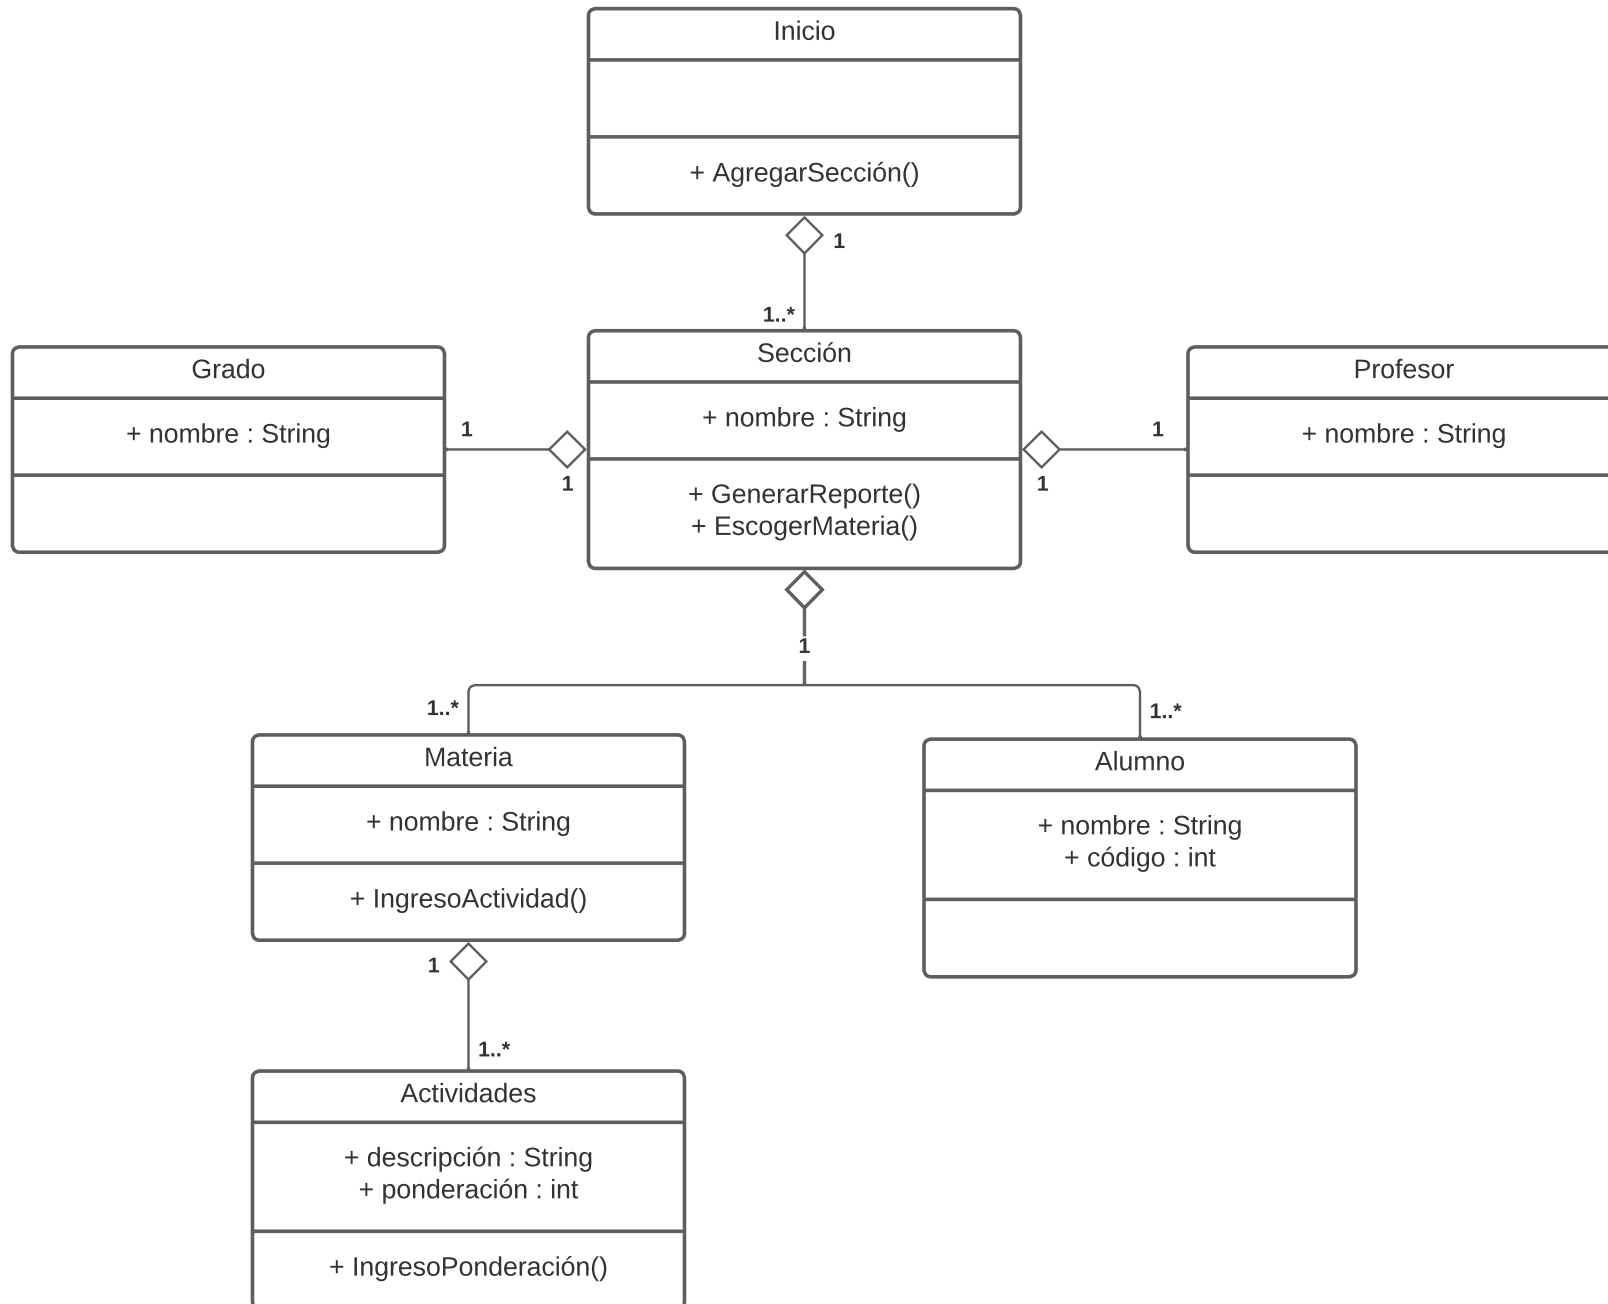 Inicio
+ AgregarSección()
1
1..*
Grado
+ nombre : String
1
1
Sección
+ nombre : String
+ GenerarReporte()
+ EscogerMateria()
1
1
Profesor
+ nombre : String
1
1..*
1..*
Materia
+ nombre : String
+ IngresoActividad()
Alumno
+ nombre : String
+ código : int
1
1..*
Actividades
+ descripción : String
+ ponderación : int
+ IngresoPonderación()